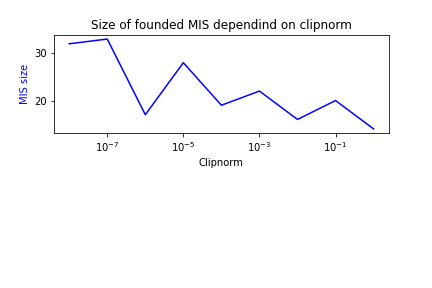 Size of founded MIS dependind on clipnorm
MIS size
30
20
10⁻⁷ 10⁻⁵ 10⁻³ 10⁻¹
Clipnorm